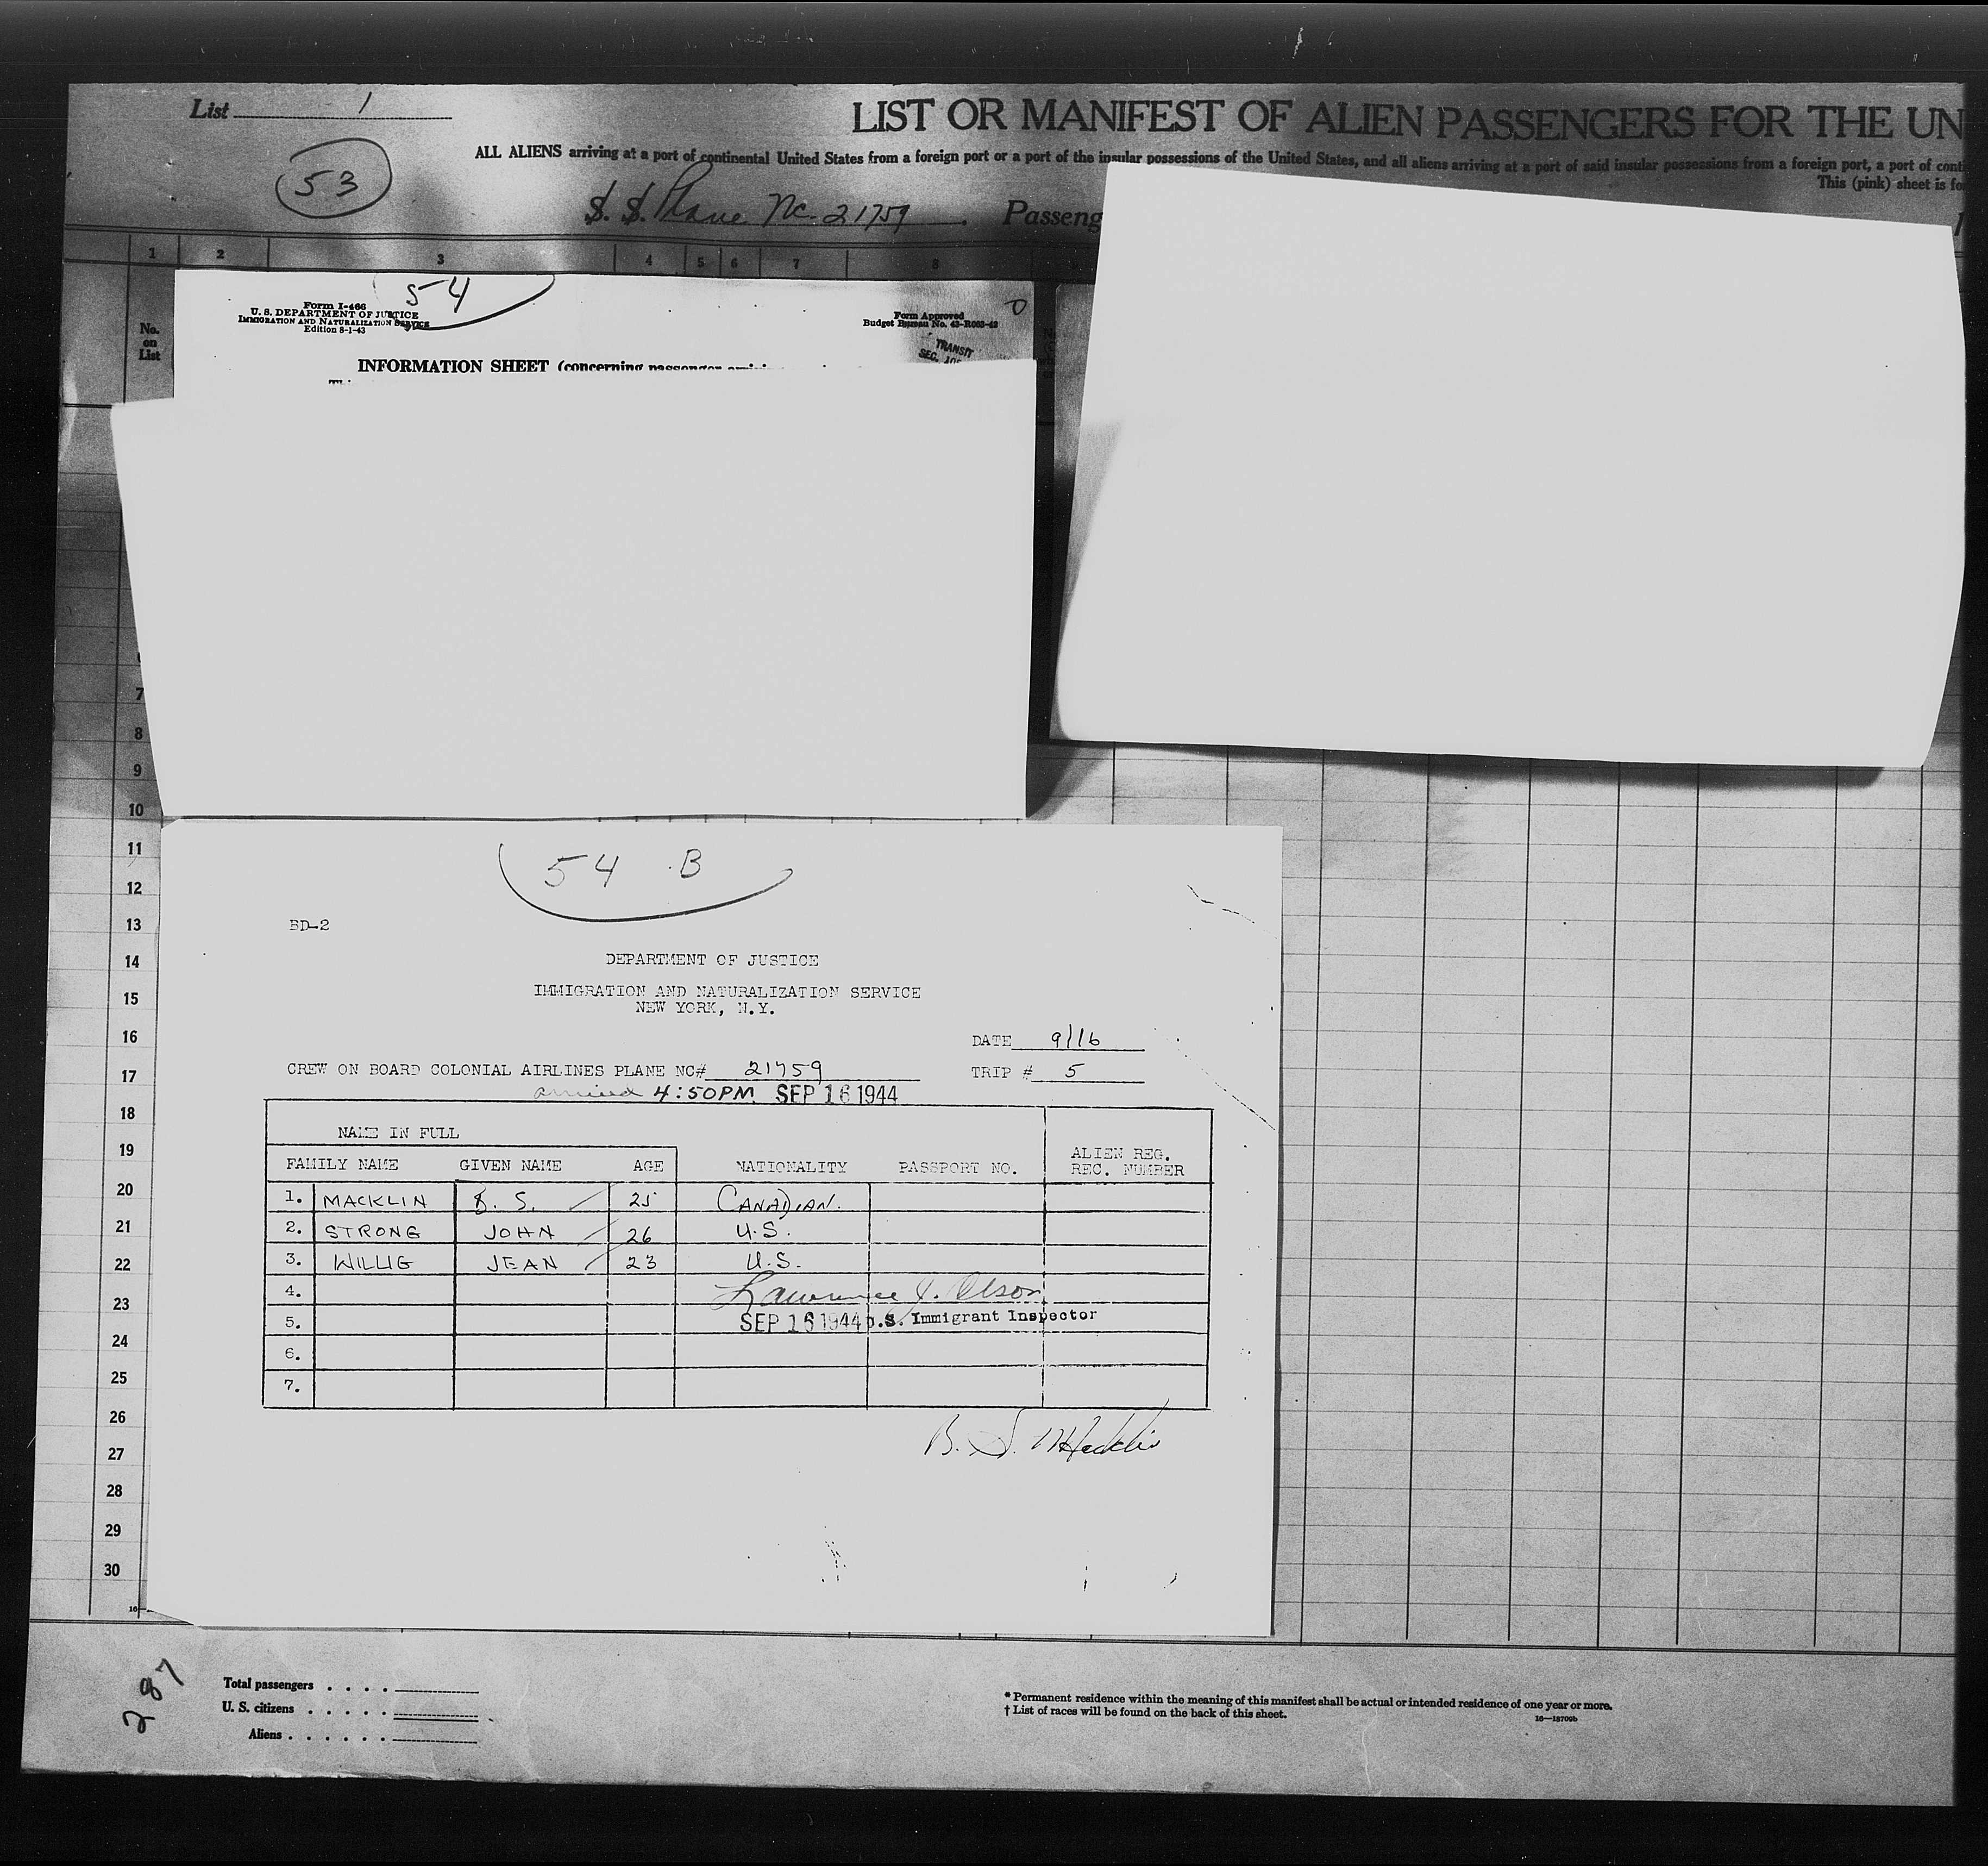 List 1
LIST OR MANIFEST OF ALIEN PASSENGERS FOR THE UN
53
ALL ALIENS arriving at a port of continental United States from a foreign port or a port of the insular possessions of the United States, and all aliens arriving at a port of said insular possessions from a foreign port, a port of conti
This (pink) sheet is fo
S. S. Plane NC-21759 Passeng
1 2 3 4 5 6 7 8
No.
on
List
54
Form I-466
U. S. DEPARTMENT OF JUSTICE
IMMIGRATION AND NATURALIZATION SERVICE
Edition 8-1-43
Form Approved
Budget Bureau No. 43-R083-42
TRANSIT
SEC.
INFORMATION SHEET (concerning passenger
7
8
9
10
11
12
13
14
15
16
17
18
19
20
21
22
23
24
25
26
27
28
29
30
54 B
BD-2
DEPARTMENT OF JUSTICE
IMMIGRATION AND NATURALIZATION SERVICE
NEW YORK, N.Y.
DATE 9/16
CREW ON BOARD COLONIAL AIRLINES PLANE NC# 21759 TRIP # 5
arrived 4:50PM SEP 16 1944
NAME IN FULL
FAMILY NAME GIVEN NAME AGE NATIONALITY PASSPORT NO. ALIEN REG. REC. NUMBER
1. MACKLIN B. S. 25 CANADIAN.
2. STRONG JOHN 26 U.S.
3. WILLIG JEAN 23 U.S.
4. Lawrence J. Olson
5. SEP 16 1944 U.S. Immigrant Inspector
6.
7.
B. S. Macklin
287
Total passengers . . . .
U. S. citizens . . . . .
Aliens . . . . . .
* Permanent residence within the meaning of this manifest shall be actual or intended residence of one year or more.
† List of races will be found on the back of this sheet.